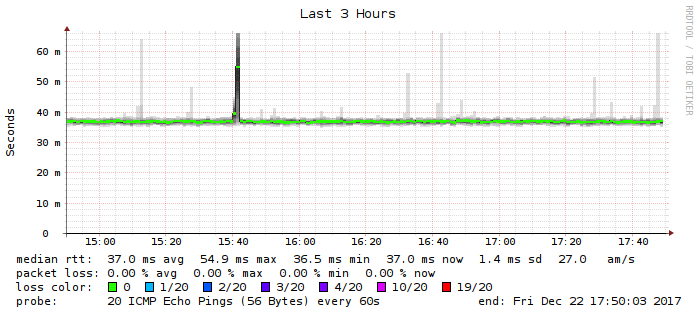 Last 3 Hours
RRDTOOL / TOBI OETIKER
Seconds
60 m
50 m
40 m
30 m
20 m
10 m
0
15:00 15:20 15:40 16:00 16:20 16:40 17:00 17:20 17:40
median rtt: 37.0 ms avg 54.9 ms max 36.5 ms min 37.0 ms now 1.4 ms sd 27.0 am/s
packet loss: 0.00 % avg 0.00 % max 0.00 % min 0.00 % now
loss color: 0 1/20 2/20 3/20 4/20 10/20 19/20
probe: 20 ICMP Echo Pings (56 Bytes) every 60s end: Fri Dec 22 17:50:03 2017